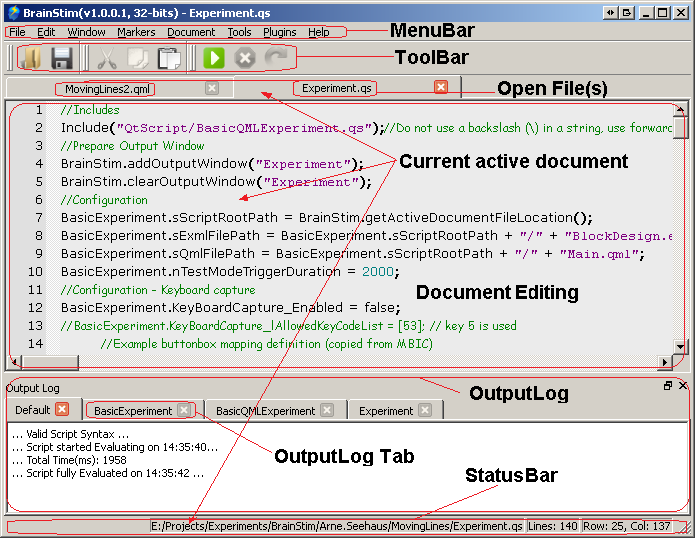 BrainStim(v1.0.0.1, 32-bits) - Experiment.qs
File Edit Window Markers Document Tools Plugins Help
MenuBar
ToolBar
MovingLines2.qml
Experiment.qs
Open File(s)
1 //Includes
2 Include("QtScript/BasicQMLExperiment.qs");//Do not use a backslash (\) in a string, use forward
3 //Prepare Output Window
4 BrainStim.addOutputWindow("Experiment");
Current active document
5 BrainStim.clearOutputWindow("Experiment");
6 //Configuration
7 BasicExperiment.sScriptRootPath = BrainStim.getActiveDocumentFileLocation();
8 BasicExperiment.sExmlFilePath = BasicExperiment.sScriptRootPath + "/" + "BlockDesign.e
9 BasicExperiment.sQmlFilePath = BasicExperiment.sScriptRootPath + "/" + "Main.qml";
10 BasicExperiment.nTestModeTriggerDuration = 2000;
11 //Configuration - Keyboard capture
Document Editing
12 BasicExperiment.KeyBoardCapture_Enabled = false;
13 //BasicExperiment.KeyBoardCapture_lAllowedKeyCodeList = [53]; // key 5 is used
14 //Example buttonbox mapping definition (copied from MBIC)
Output Log
OutputLog
Default
BasicExperiment
BasicQMLExperiment
Experiment
... Valid Script Syntax ...
... Script started Evaluating on 14:35:40...
... Total Time(ms): 1958
... Script fully Evaluated on 14:35:42 ...
OutputLog Tab
StatusBar
E:/Projects/Experiments/BrainStim/Arne.Seehaus/MovingLines/Experiment.qs Lines: 140 Row: 25, Col: 137